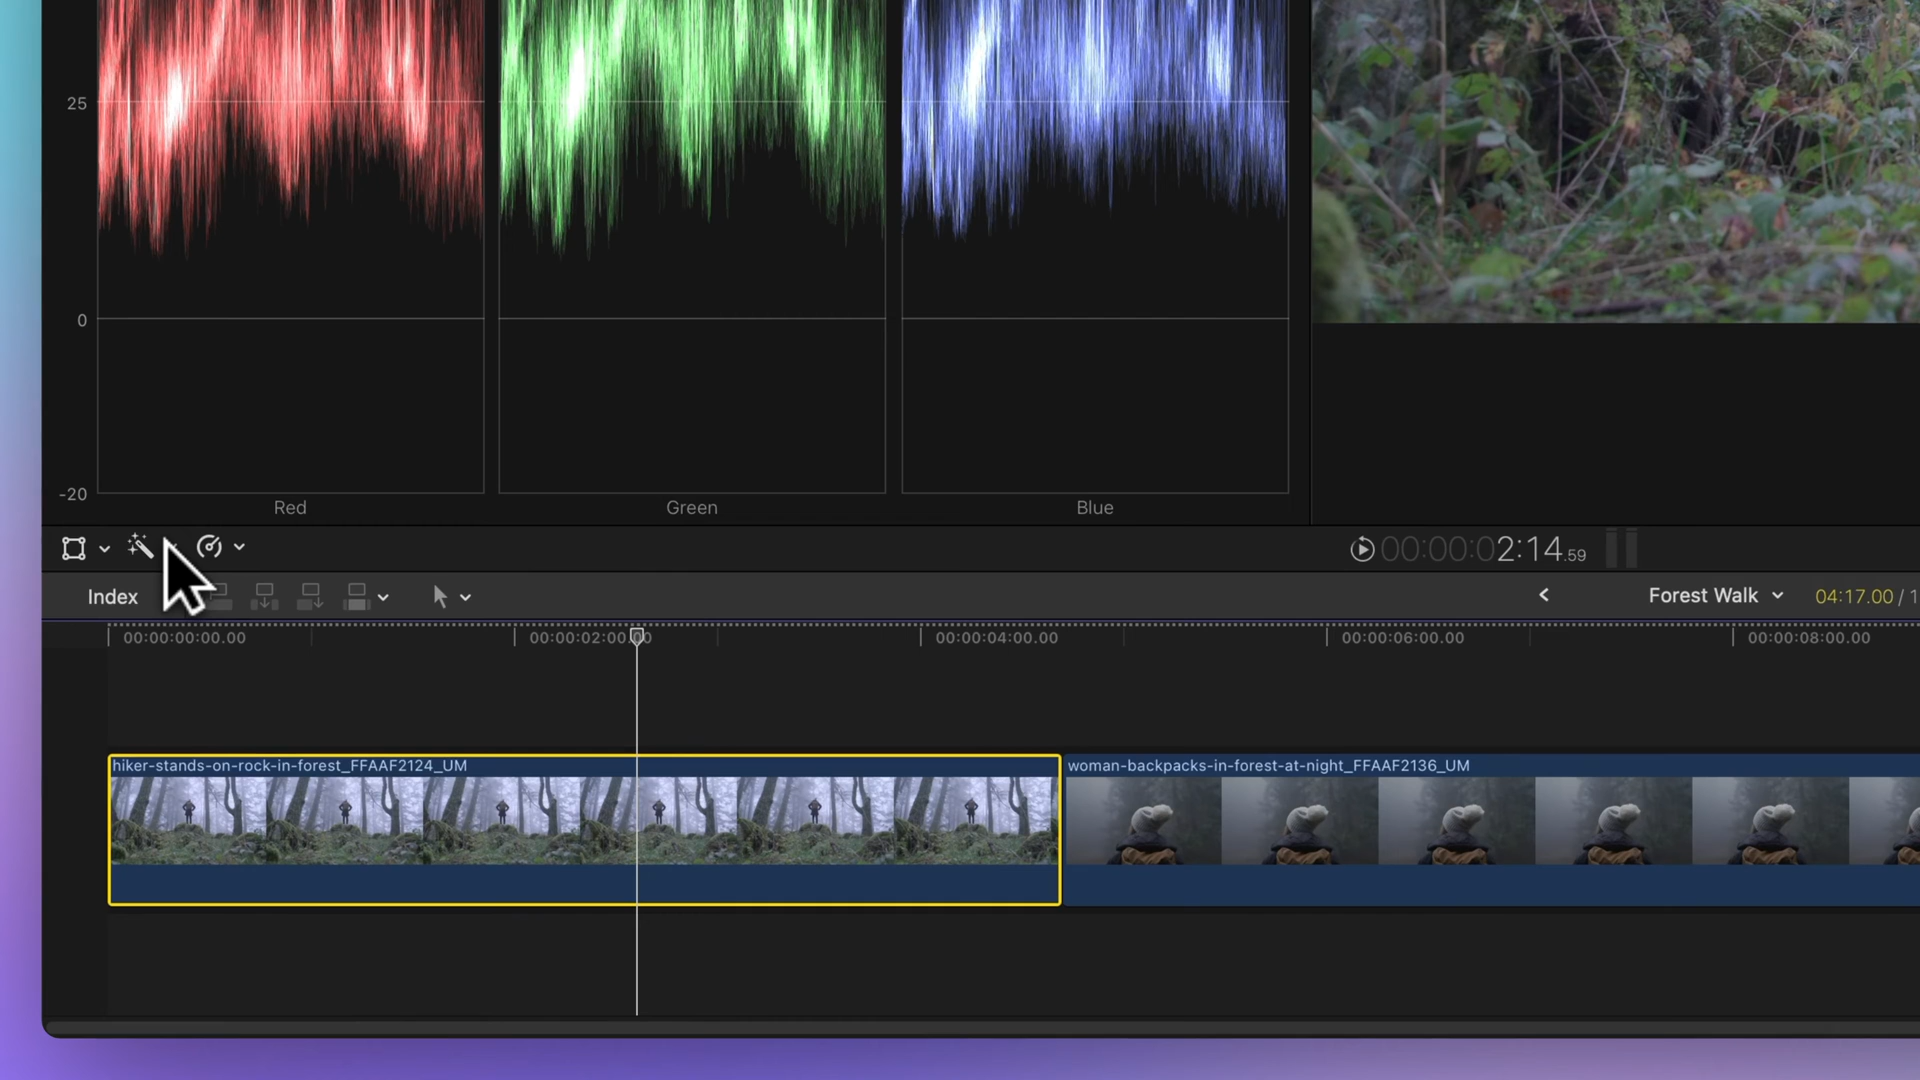 25
0
-20
Red Green Blue
00:00:02:14.59
Index
Forest Walk 04:17.00 / 1
00:00:00:00.00 00:00:02:00.00 00:00:04:00.00 00:00:06:00.00 00:00:08:00.00
hiker-stands-on-rock-in-forest_FFAAF2124_UM woman-backpacks-in-forest-at-night_FFAAF2136_UM